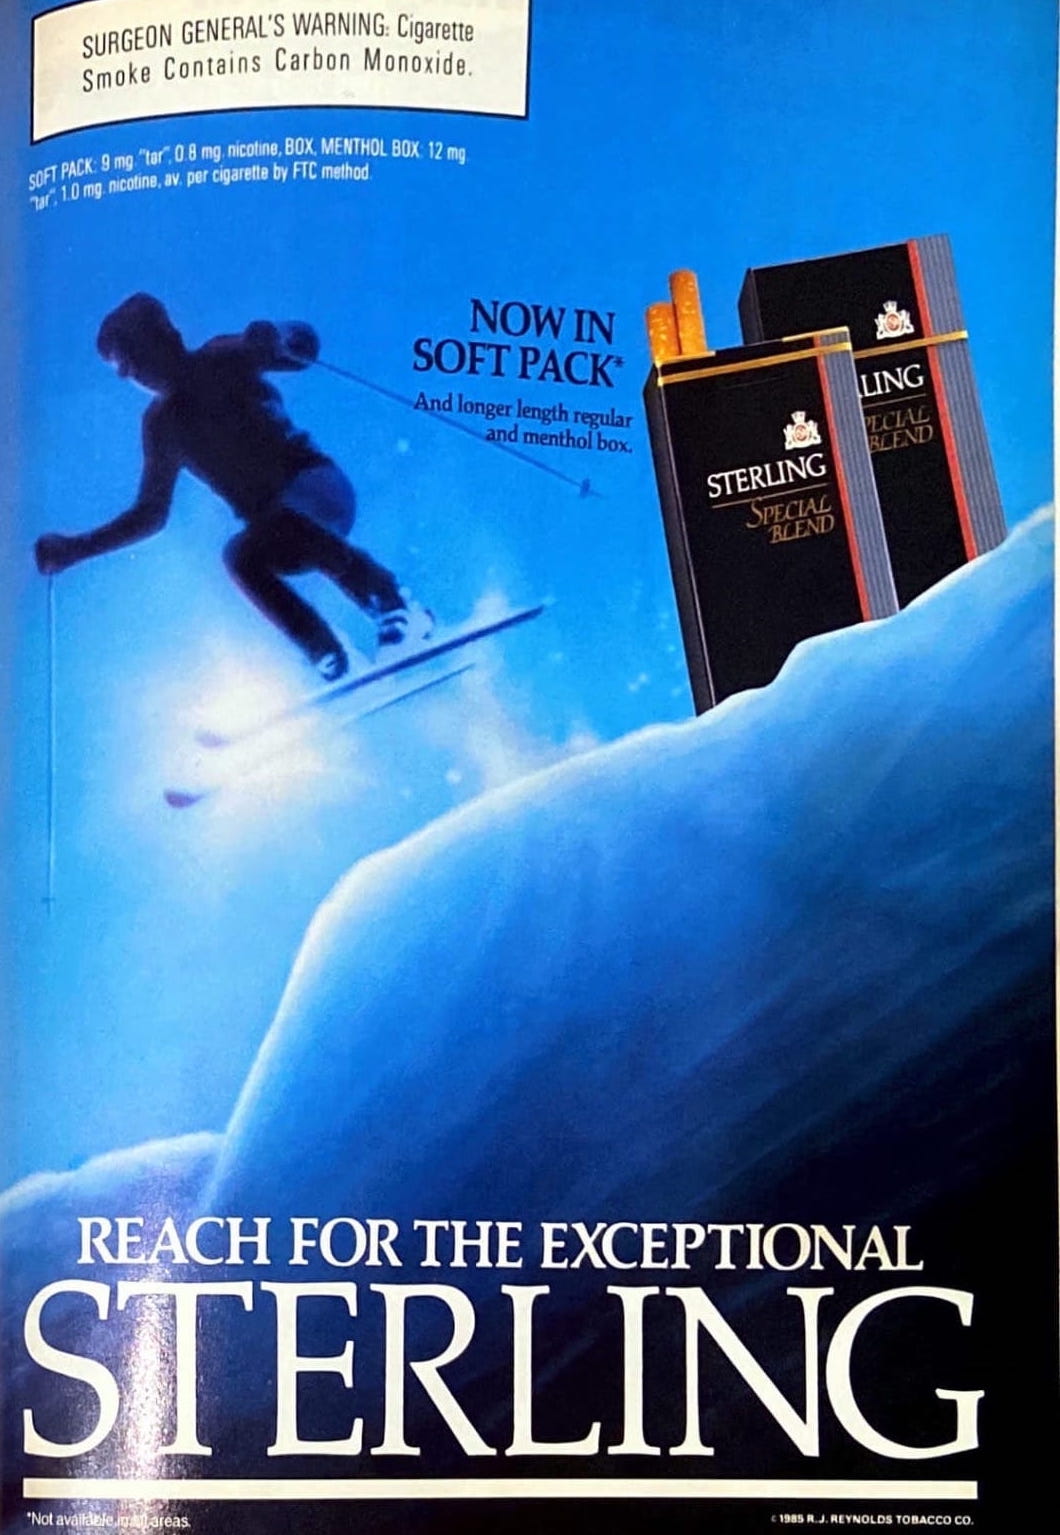 SURGEON GENERAL'S WARNING: Cigarette
Smoke Contains Carbon Monoxide.
SOFT PACK: 9 mg. "tar", 0.8 mg. nicotine, BOX, MENTHOL BOX: 12 mg.
"tar", 1.0 mg. nicotine, av. per cigarette by FTC method.
NOW IN
SOFT PACK*
And longer length regular
and menthol box.
LING
PECIAL
BLEND
STERLING
SPECIAL
BLEND
REACH FOR THE EXCEPTIONAL
STERLING
*Not available in all areas.
© 1985 R.J. REYNOLDS TOBACCO CO.